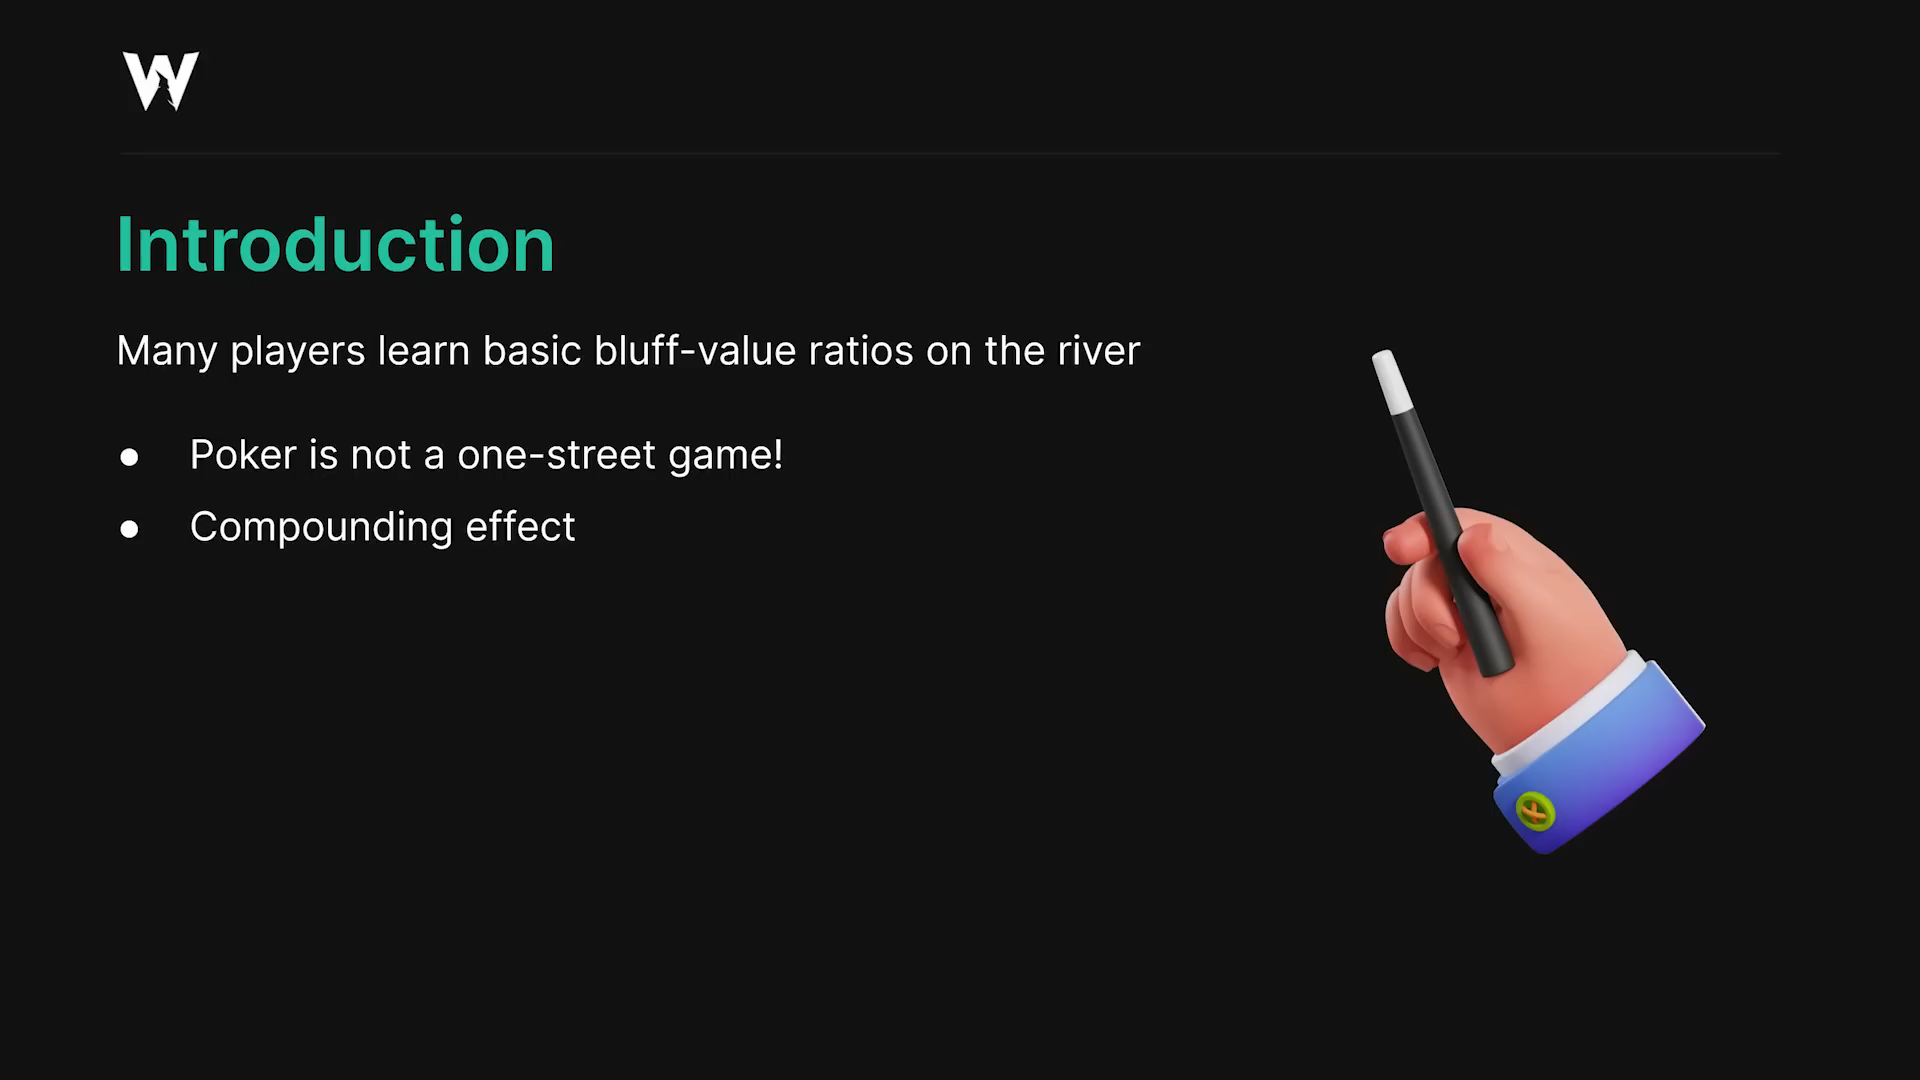 W
Introduction
Many players learn basic bluff-value ratios on the river
● Poker is not a one-street game!
● Compounding effect